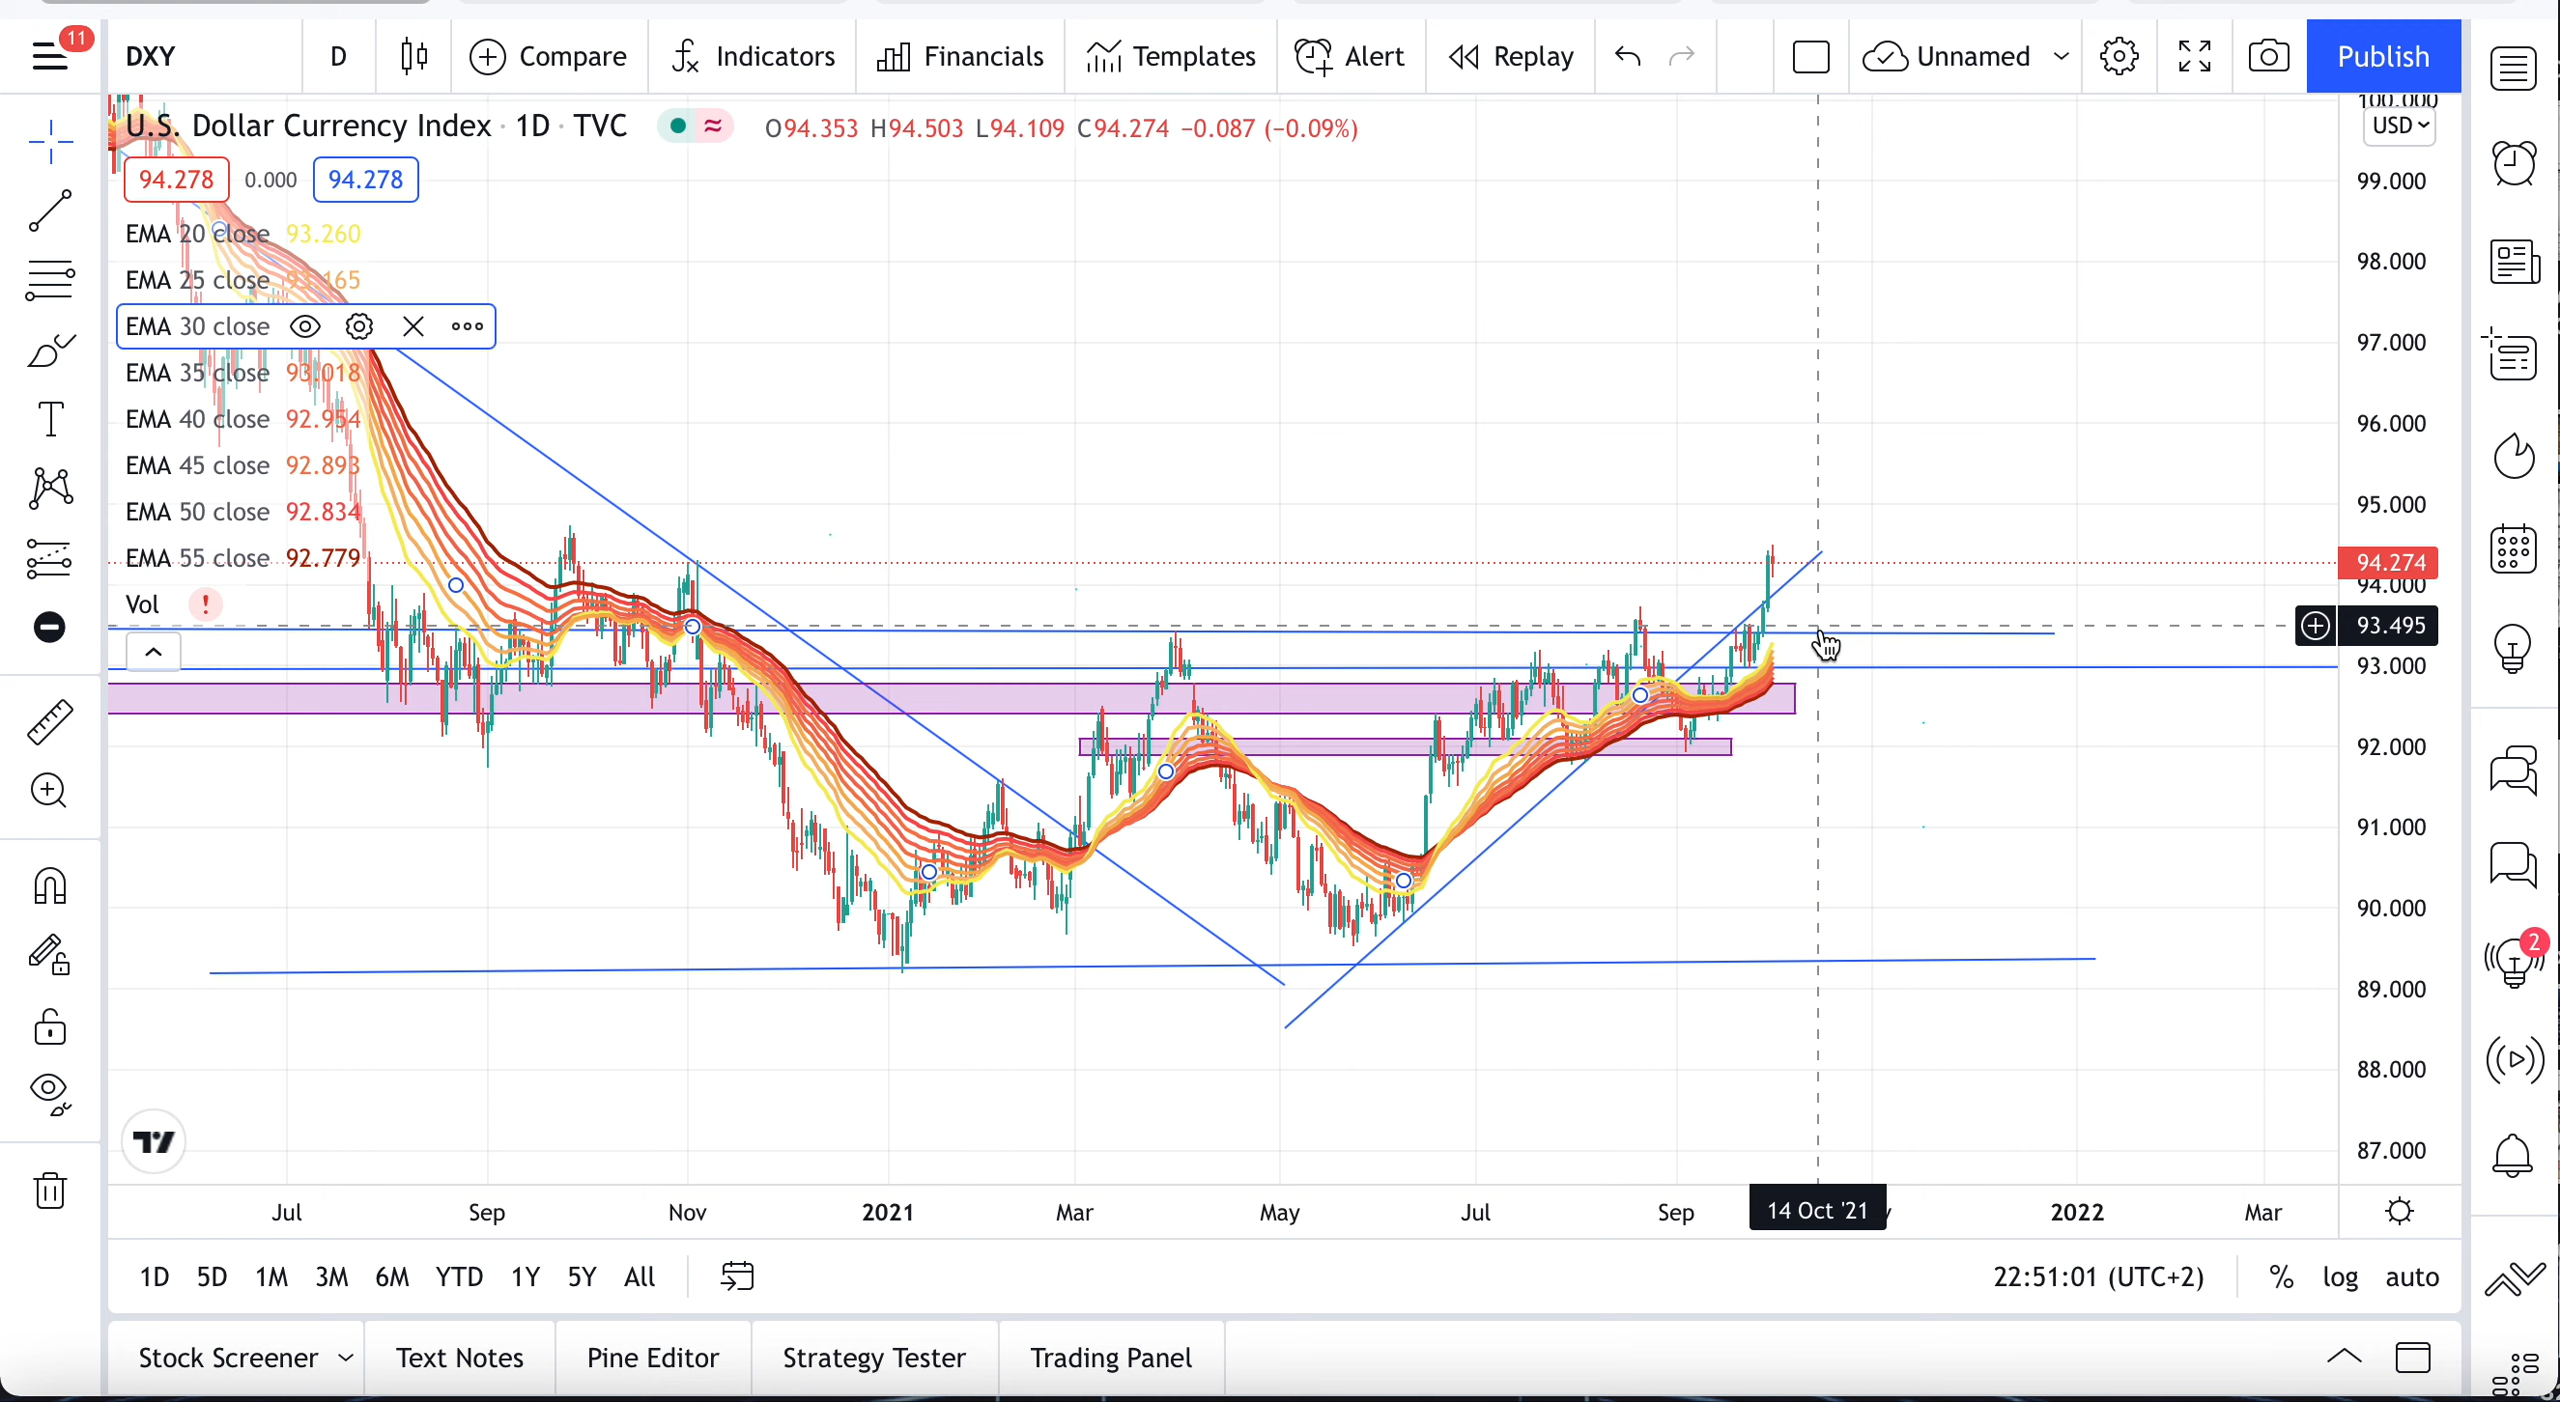 11
DXY D Compare Indicators Financials Templates Alert Replay Unnamed Publish
U.S. Dollar Currency Index · 1D · TVC ≈ O94.353 H94.503 L94.109 C94.274 −0.087 (−0.09%)
100.000
USD
94.278 0.000 94.278
EMA 20 close 93.260
EMA 25 close 93.165
EMA 30 close
EMA 35 close 93.018
EMA 40 close 92.954
EMA 45 close 92.893
EMA 50 close 92.834
EMA 55 close 92.779
Vol !
99.000
98.000
97.000
96.000
95.000
94.274
94.000
93.495
93.000
92.000
91.000
90.000
89.000
88.000
87.000
2
Jul Sep Nov 2021 Mar May Jul Sep 14 Oct '21 2022 Mar
1D 5D 1M 3M 6M YTD 1Y 5Y All 22:51:01 (UTC+2) % log auto
Stock Screener Text Notes Pine Editor Strategy Tester Trading Panel